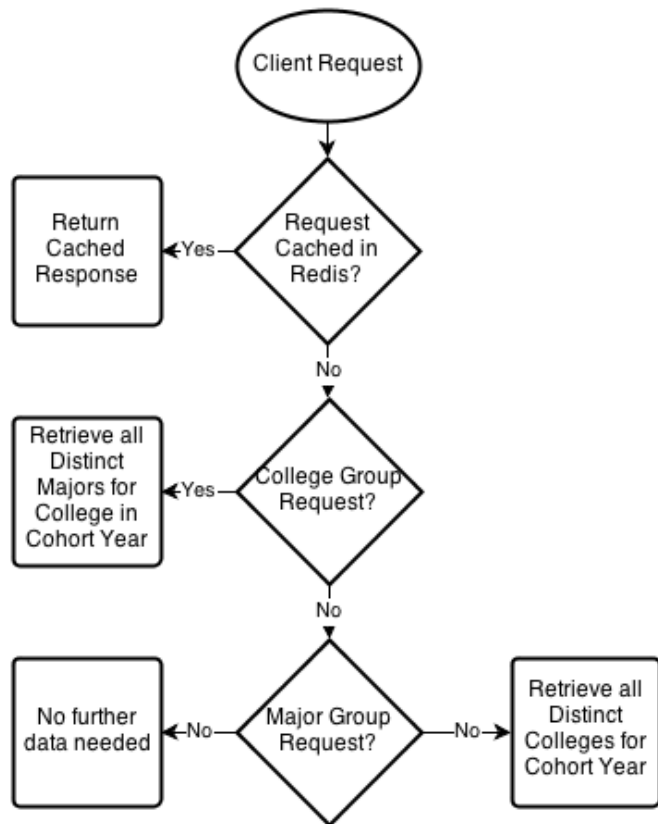 Client Request
Request
Cached in
Redis?
Yes
Return
Cached
Response
No
College Group
Request?
Yes
Retrieve all
Distinct
Majors for
College in
Cohort Year
No
Major Group
Request?
No
No further
data needed
No
Retrieve all
Distinct
Colleges for
Cohort Year